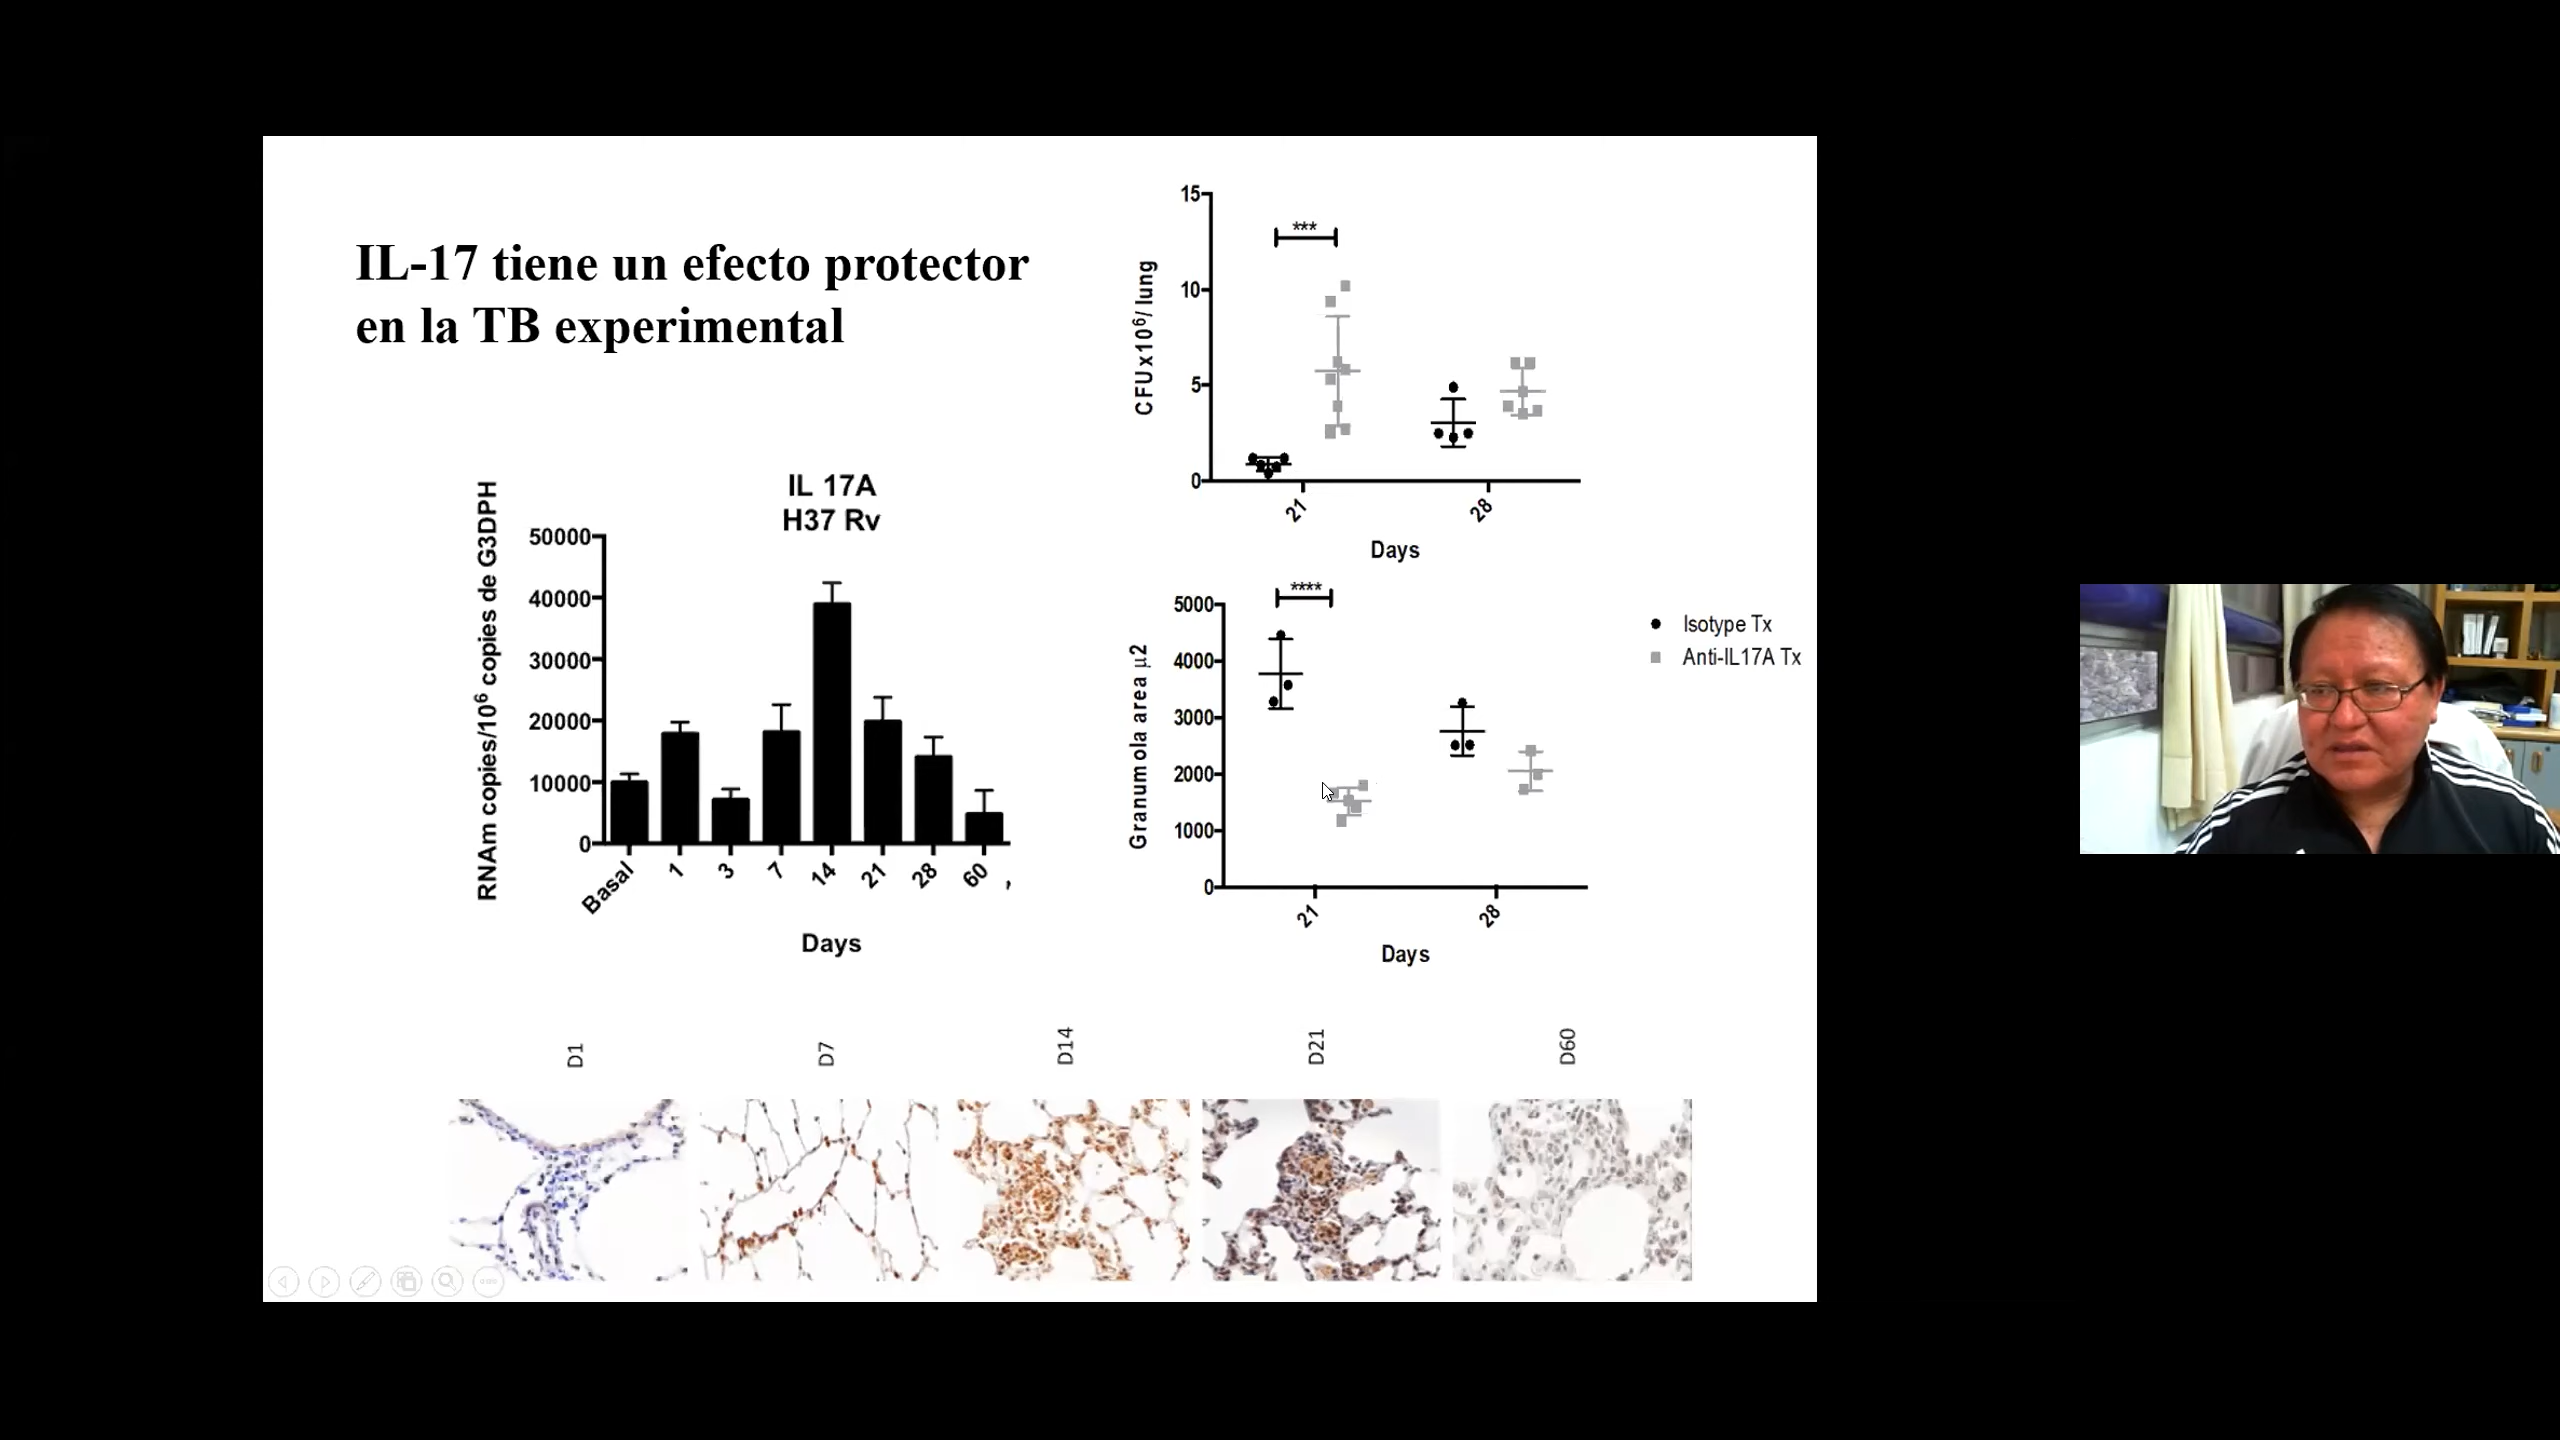 IL-17 tiene un efecto protector
en la TB experimental
IL 17A
H37 Rv
RNAm copies/10⁶ copies de G3DPH
50000
40000
30000
20000
10000
0
Basal 1 3 7 14 21 28 60 ,
Days
CFUx10⁶/ lung
15
10
5
0
***
21 28
Days
Granumola area µ2
5000
4000
3000
2000
1000
0
****
21 28
Days
Isotype Tx
Anti-IL17A Tx
D1 D7 D14 D21 D60